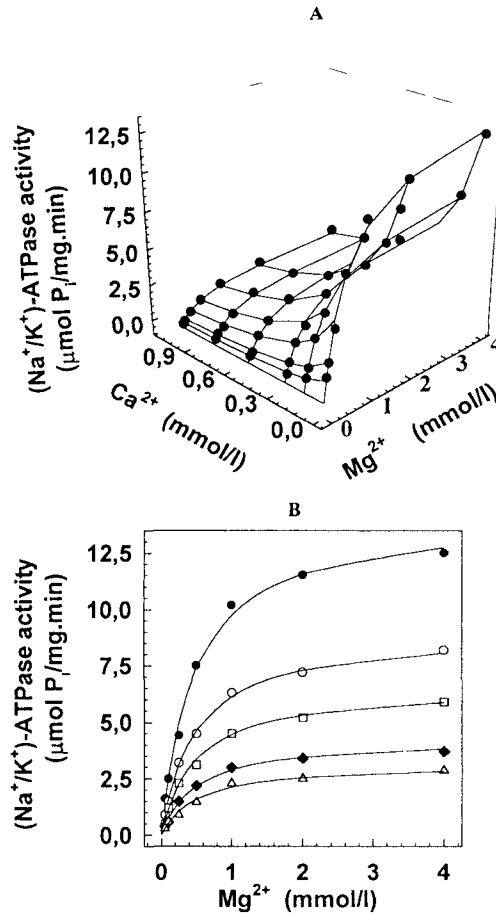 A
(Na⁺/K⁺)-ATPase activity
(μmol Pᵢ/mg.min)
12,5
10,0
7,5
5,0
2,5
0,0
0,9
0,6
0,3
0,0
Ca²⁺ (mmol/l)
0
1
2
3
4
Mg²⁺ (mmol/l)
B
(Na⁺/K⁺)-ATPase activity
(μmol Pᵢ/mg.min)
12,5
10,0
7,5
5,0
2,5
0,0
0 1 2 3 4
Mg²⁺ (mmol/l)